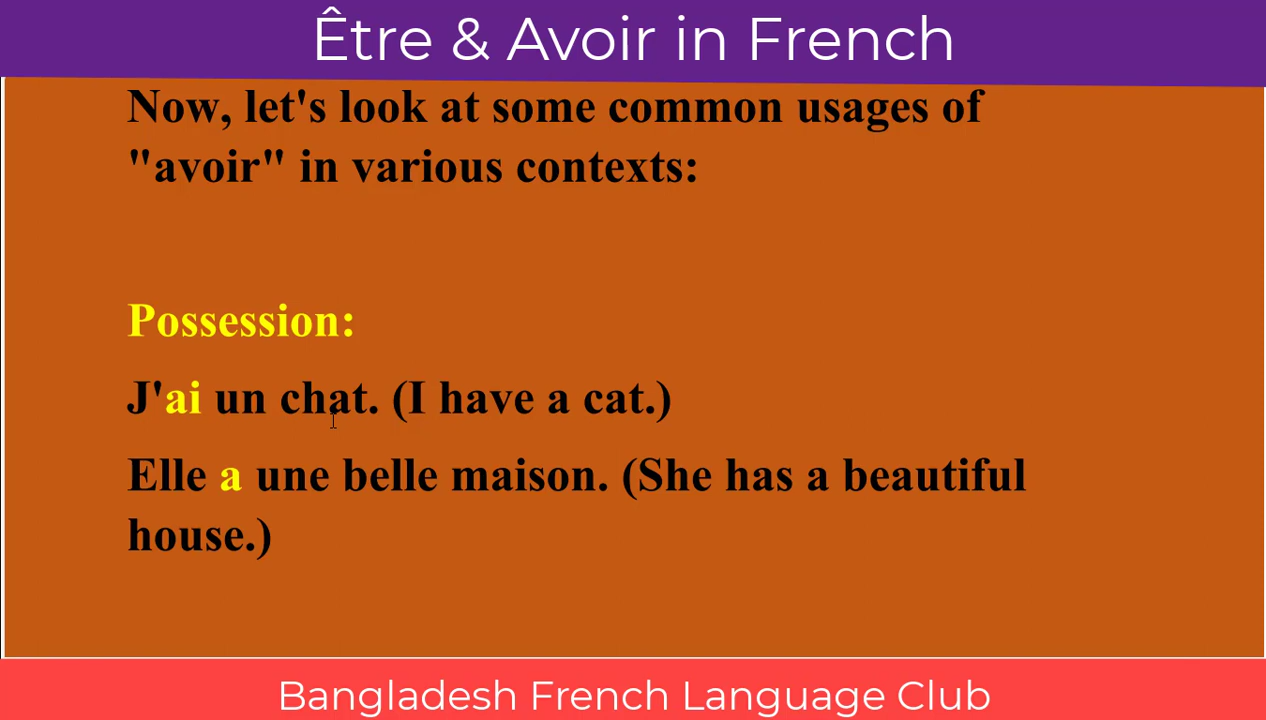 Être & Avoir in French
Now, let's look at some common usages of
"avoir" in various contexts:
Possession:
J'ai un chat. (I have a cat.)
Elle a une belle maison. (She has a beautiful
house.)
Bangladesh French Language Club